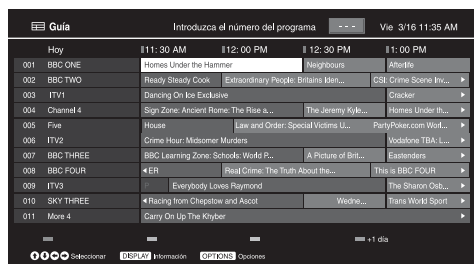 Guía Introduzca el número del programa --- Vie 3/16 11:35 AM
Hoy 11:30 AM 12:00 PM 12:30 PM 1:00 PM
001 BBC ONE Homes Under the Hammer Neighbours Afterlife
002 BBC TWO Ready Steady Cook Extraordinary People: Britains Iden... CSI: Crime Scene Inv...
003 ITV1 Dancing On Ice Exclusive Cracker
004 Channel 4 Sign Zone: Ancient Rome: The Rise a... The Jeremy Kyle... Homes Under th...
005 Five House Law and Order: Special Victims U... PartyPoker.com Worl...
006 ITV2 Crime Hour: Midsomer Murders Vodafone TBA: L...
007 BBC THREE BBC Learning Zone: Schools: World P... A Picture of Brit... Eastenders
008 BBC FOUR ER Real Crime: The Truth About the... This is BBC FOUR
009 ITV3 P Everybody Loves Raymond The Sharon Osb...
010 SKY THREE Racing from Chepstow and Ascot Wedne... Trans World Sport
011 More 4 Carry On Up The Khyber
+1 día
Seleccionar DISPLAY Información OPTIONS Opciones